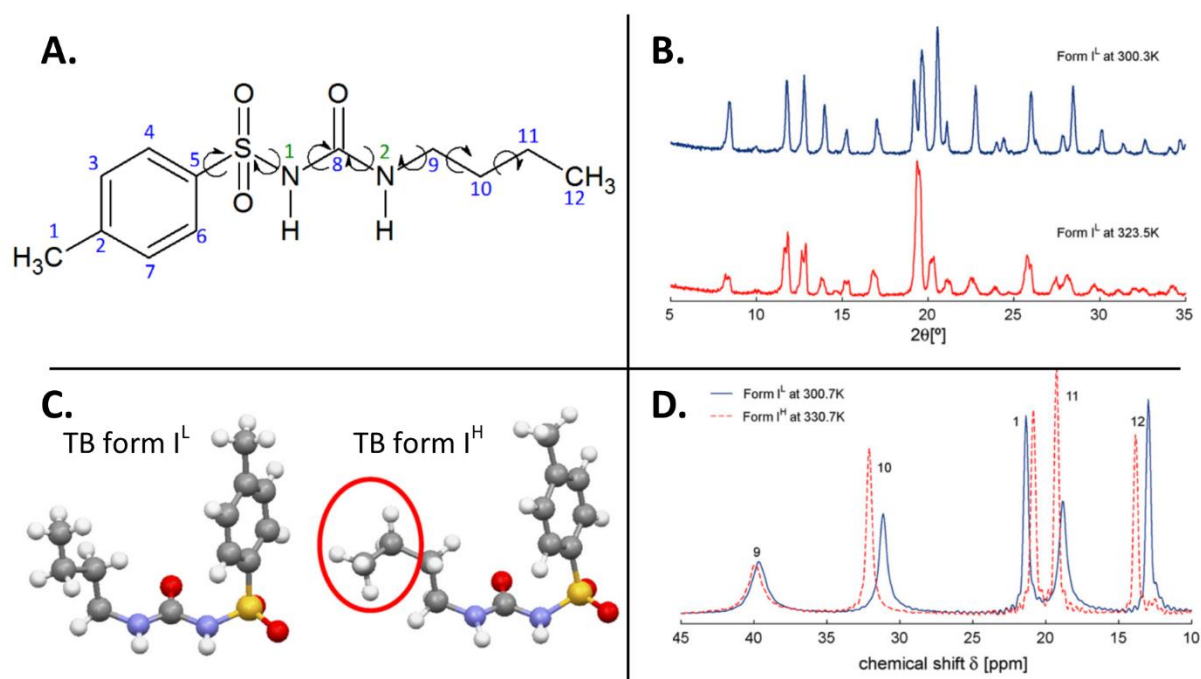 A.
O
O
4
11
1
2
5
S
8
9
3
N
N
10
CH₃
O
12
6
1
H
H
2
H₃C
7
B.
Form Iᴸ at 300.3K
Form Iᴸ at 323.5K
5 10 15 20 25 30 35
2θ[º]
C.
TB form Iᴸ
TB form Iᴴ
D.
Form Iᴸ at 300.7K
Form Iᴴ at 330.7K
11
1
12
10
9
45 40 35 30 25 20 15 10
chemical shift δ [ppm]